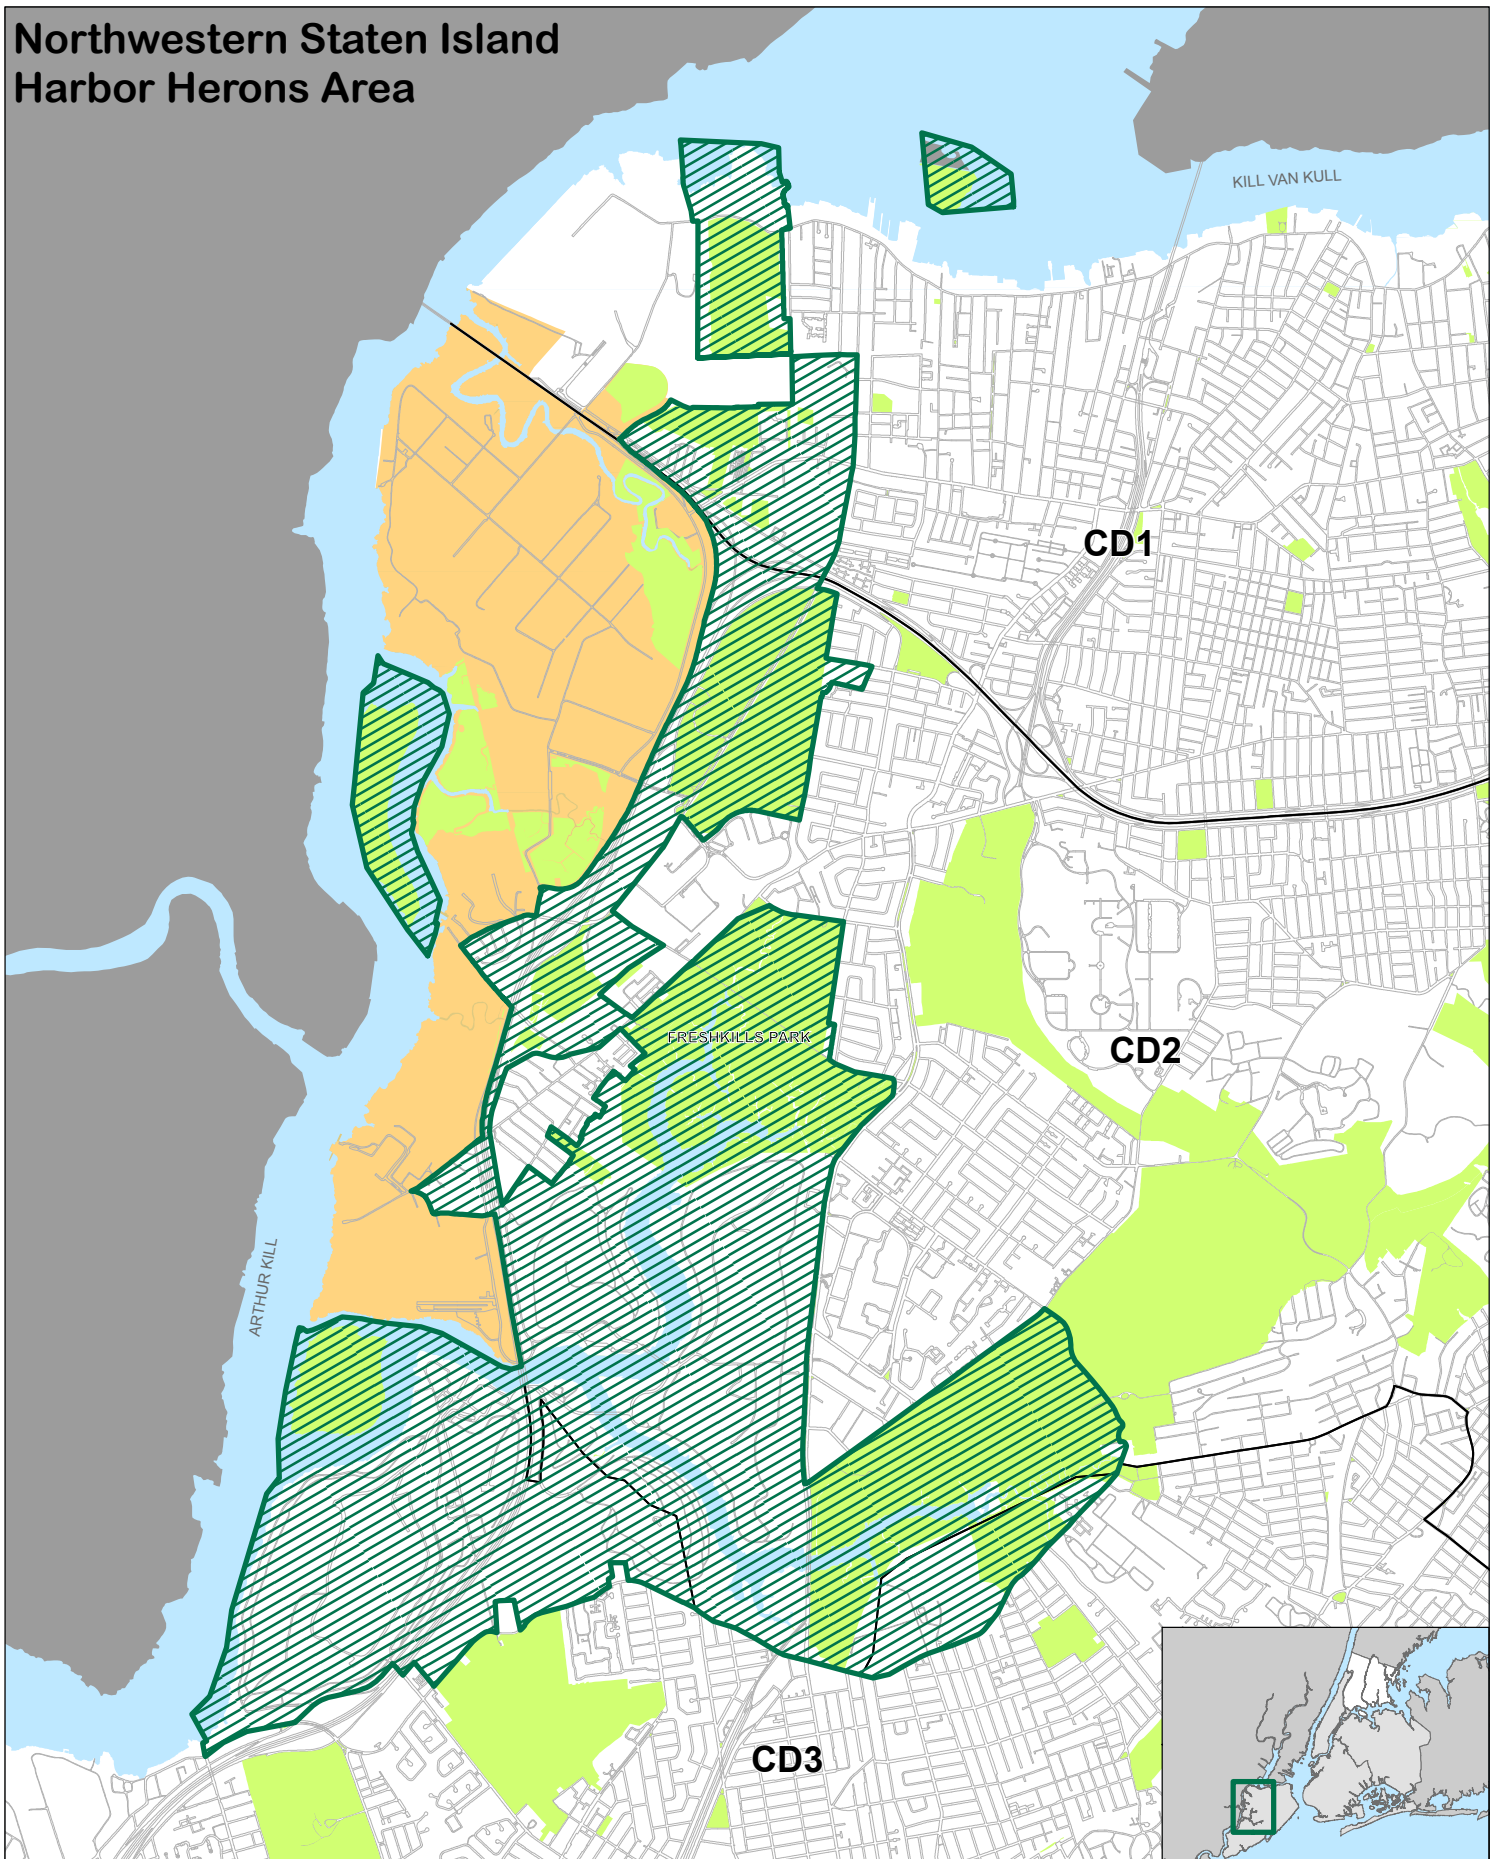 Northwestern Staten Island
Harbor Herons Area
KILL VAN KULL
CD1
FRESHKILLS PARK
CD2
ARTHUR KILL
CD3